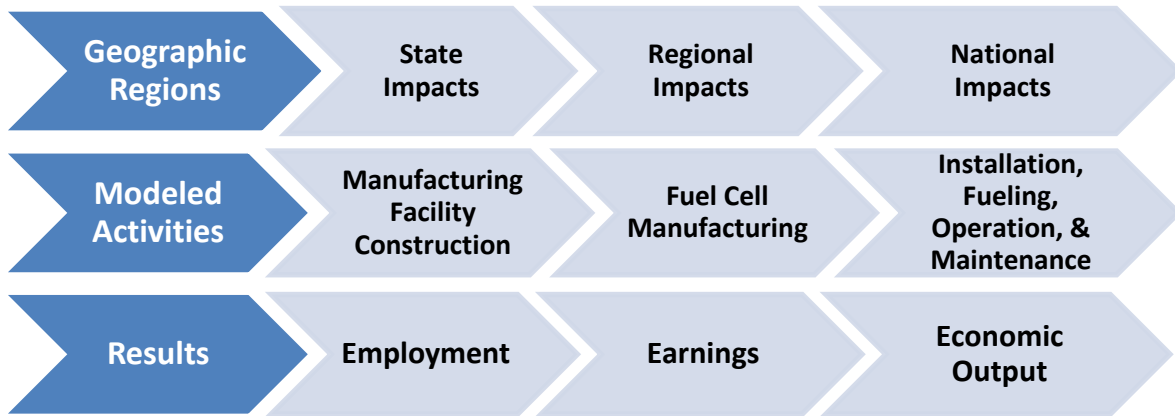 Geographic
Regions
State
Impacts
Regional
Impacts
National
Impacts
Modeled
Activities
Manufacturing
Facility
Construction
Fuel Cell
Manufacturing
Installation,
Fueling,
Operation, &
Maintenance
Results
Employment
Earnings
Economic
Output